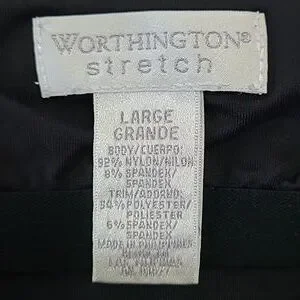 WORTHINGTON®
stretch
LARGE
GRANDE
BODY/CUERPO:
92% NYLON/NILON
8% SPANDEX/
SPANDEX
TRIM/ADORNO:
94% POLYESTER/
POLIESTER
6% SPANDEX/
SPANDEX
MADE IN PHILIPPINES